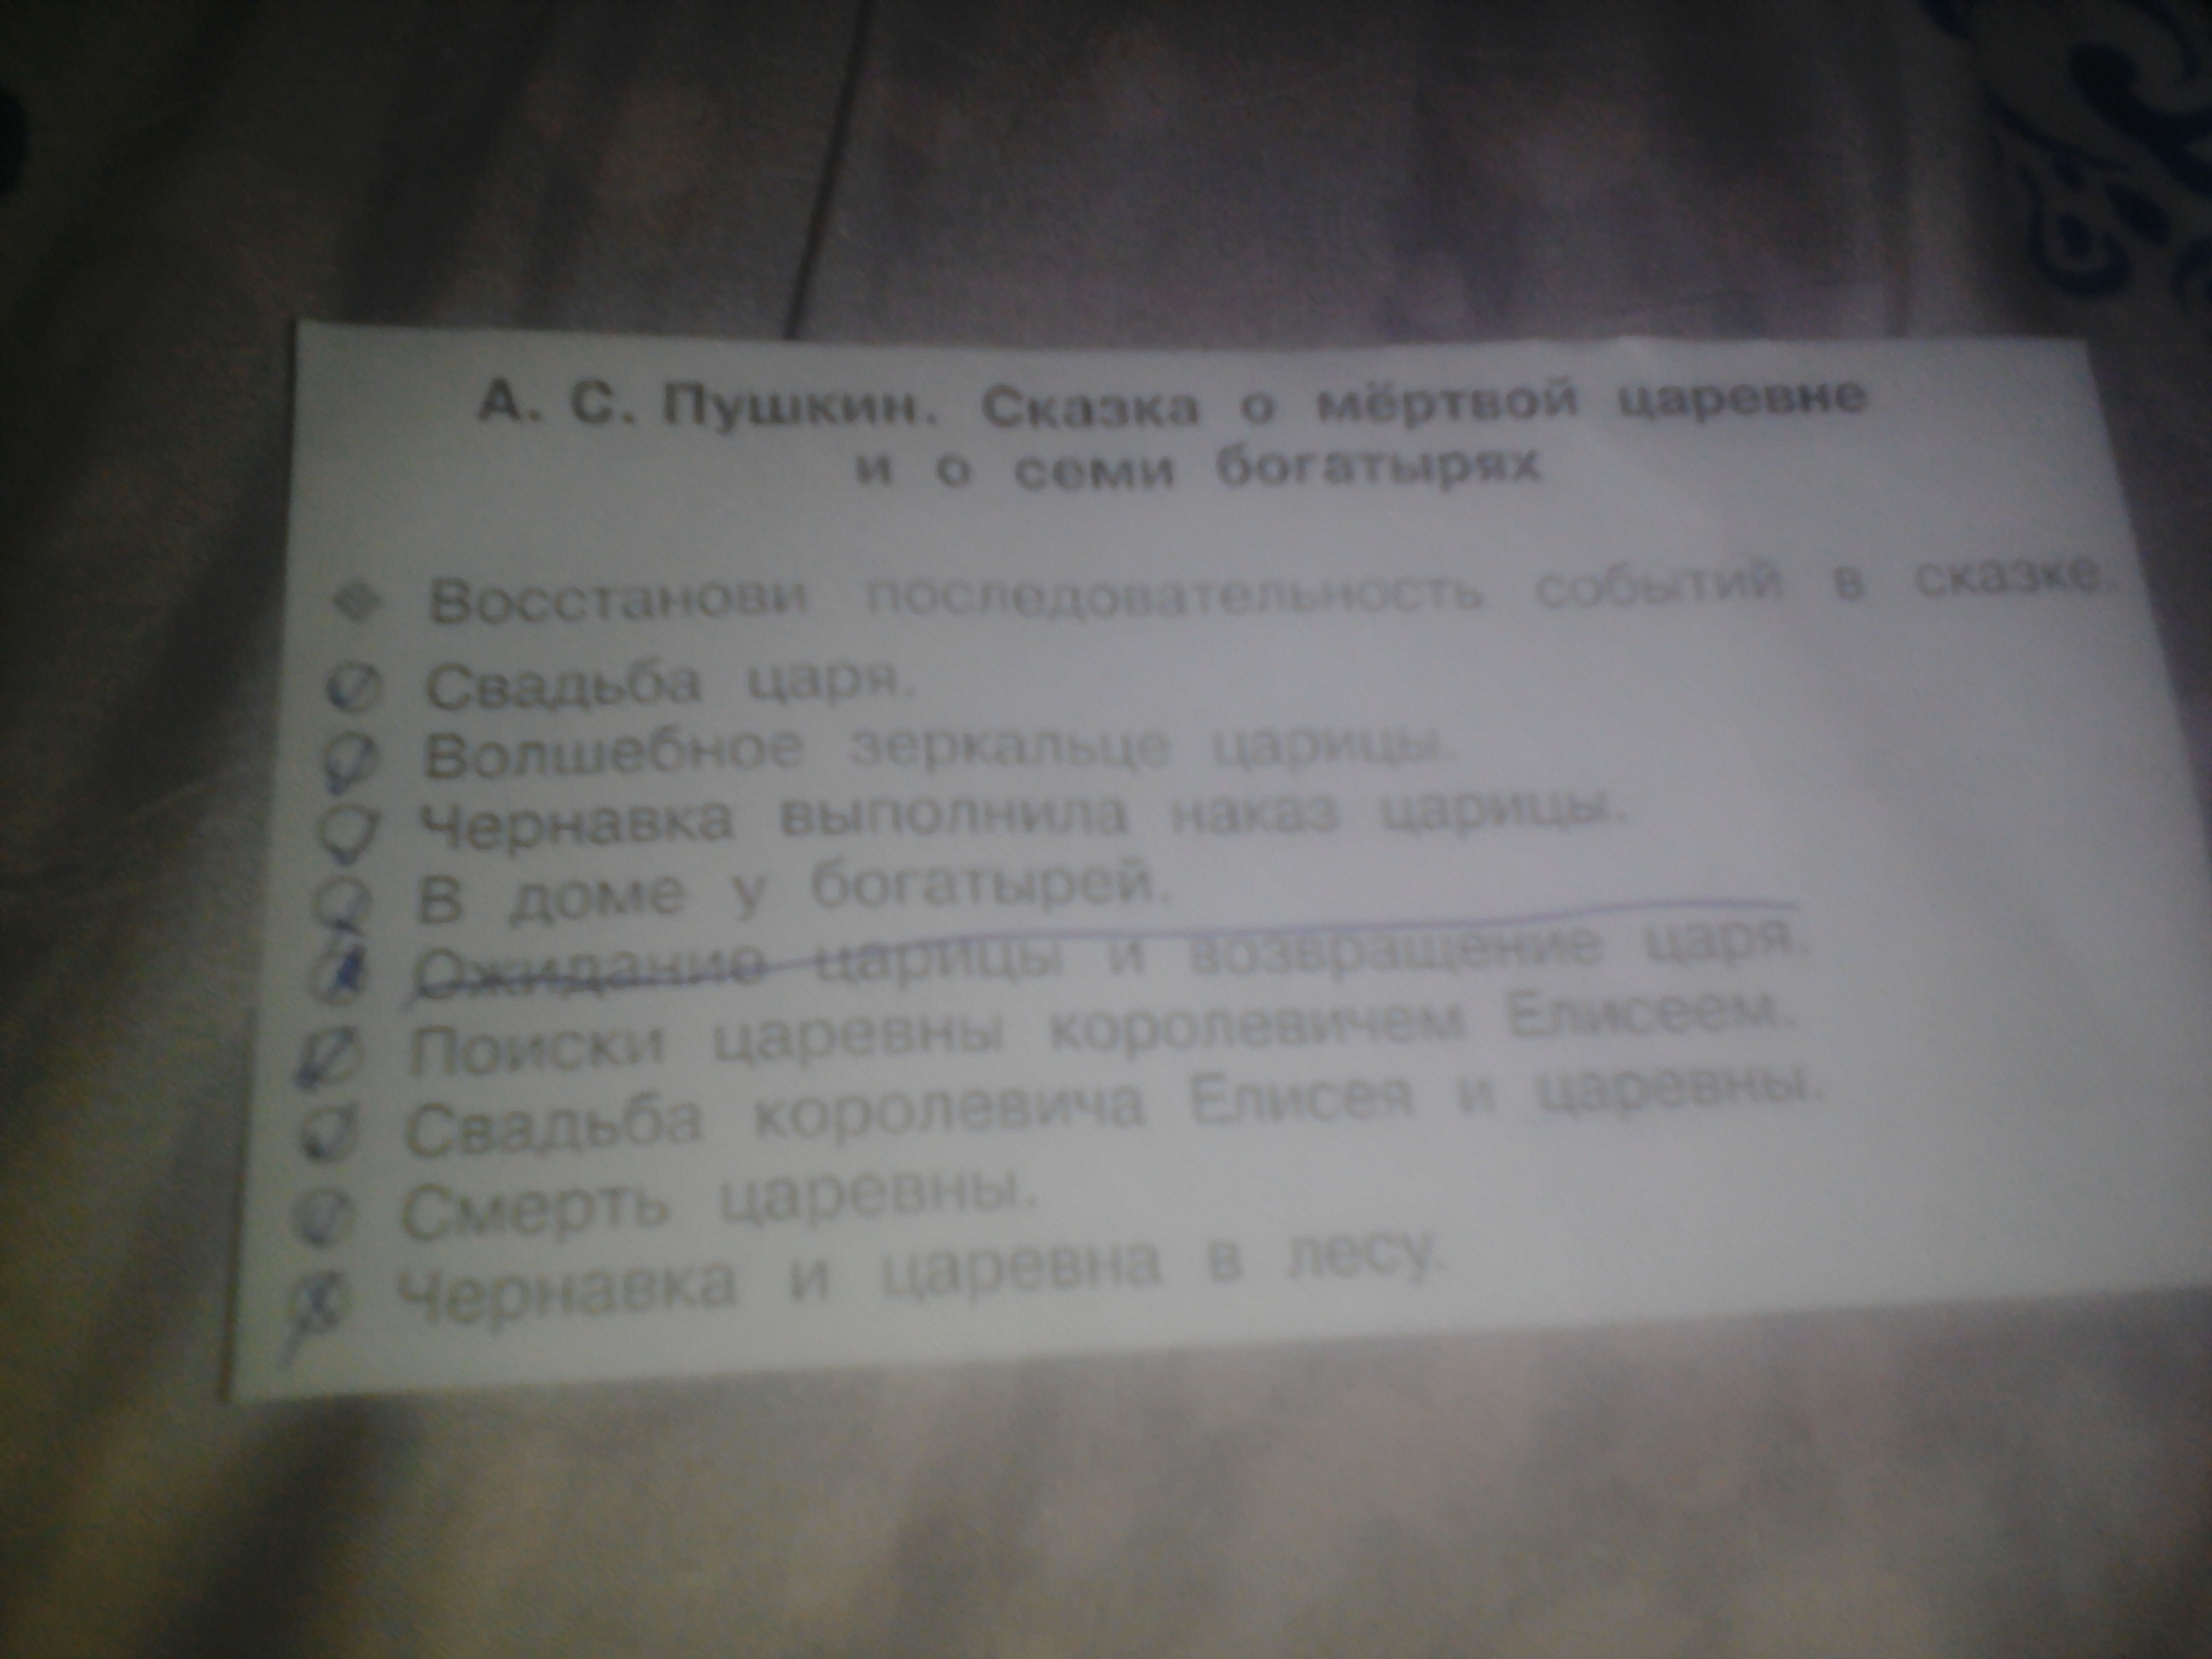 А. С. Пушкин. Сказка о мёртвой царевне
и о семи богатырях
Восстанови последовательность событий в сказке.
Свадьба царя.
Волшебное зеркальце царицы.
Чернавка выполнила наказ царицы.
В доме у богатырей.
Ожидание царицы и возвращение царя.
Поиски царевны королевичем Елисеем.
Свадьба королевича Елисея и царевны.
Смерть царевны.
Чернавка и царевна в лесу.